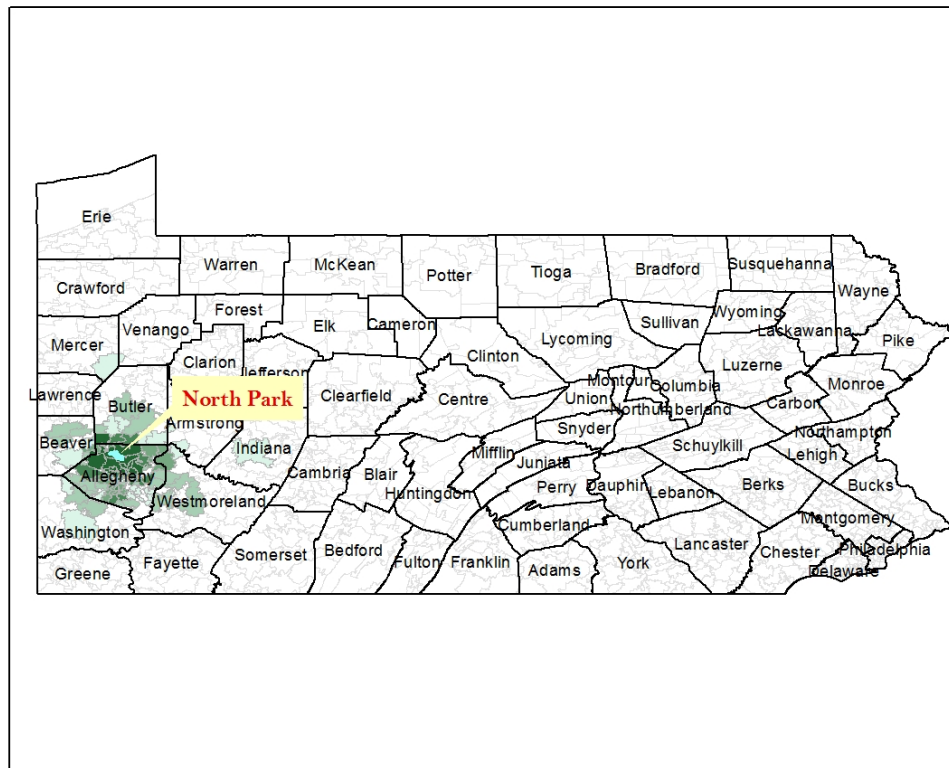 Erie
Warren
McKean
Potter
Tioga
Bradford
Susquehanna
Wayne
Crawford
Forest
Elk
Cameron
Venango
Mercer
Clarion
Jefferson
Clinton
Lycoming
Sullivan
Wyoming
Lackawanna
Pike
Luzerne
Monroe
Lawrence
Butler
North Park
Armstrong
Clearfield
Centre
Montour
Union
Columbia
Northumberland
Snyder
Carbon
Northampton
Lehigh
Schuylkill
Beaver
Allegheny
Indiana
Cambria
Blair
Huntingdon
Mifflin
Juniata
Perry
Dauphin
Lebanon
Berks
Bucks
Montgomery
Westmoreland
Washington
Greene
Fayette
Somerset
Bedford
Fulton
Franklin
Cumberland
Adams
York
Lancaster
Chester
Philadelphia
Delaware